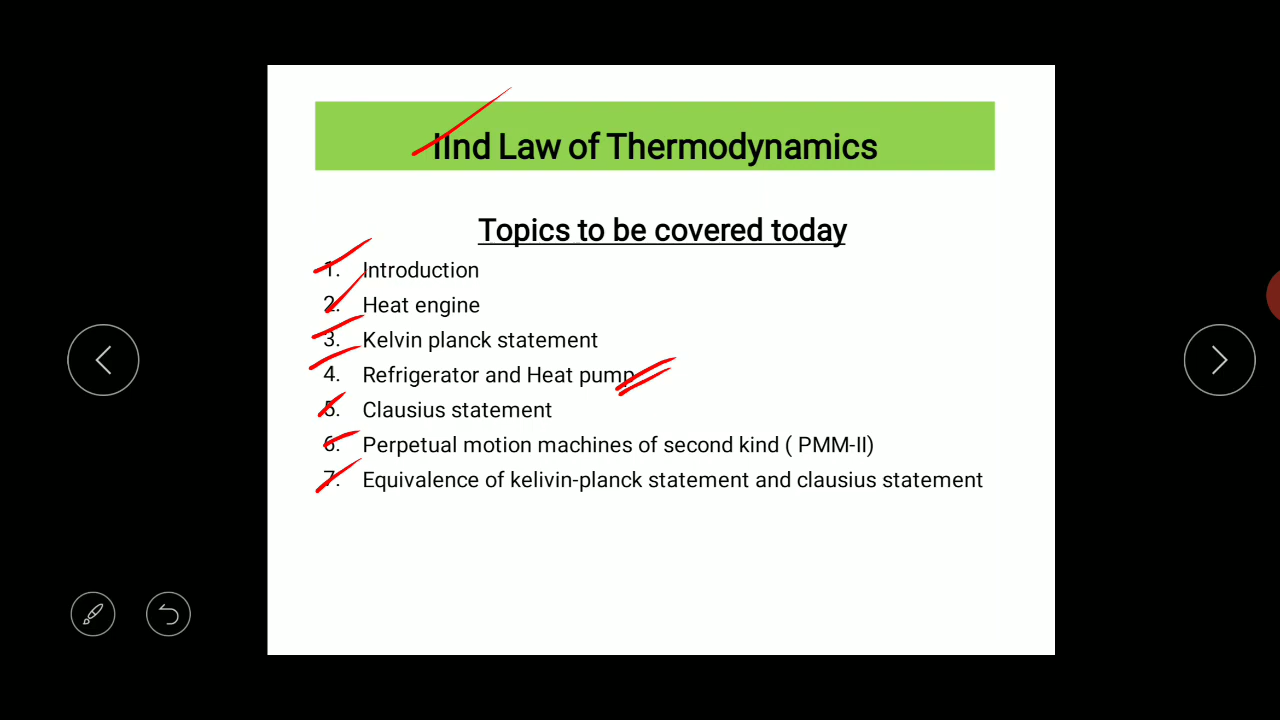 IInd Law of Thermodynamics
Topics to be covered today
1. Introduction
2. Heat engine
3. Kelvin planck statement
4. Refrigerator and Heat pump
5. Clausius statement
6. Perpetual motion machines of second kind ( PMM-II)
7. Equivalence of kelivin-planck statement and clausius statement